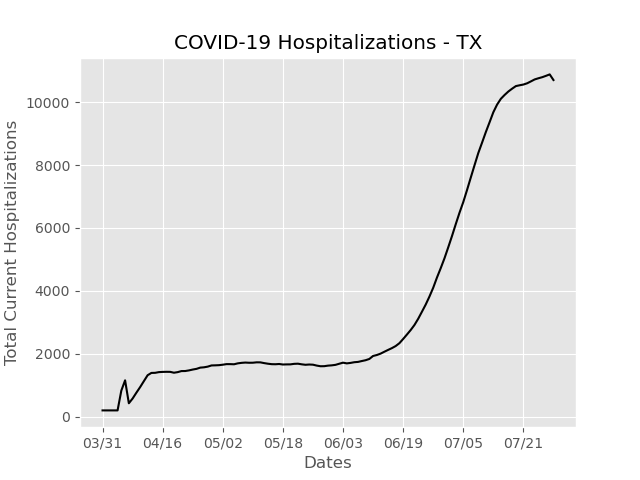 COVID-19 Hospitalizations - TX
Total Current Hospitalizations
10000
8000
6000
4000
2000
0
03/31 04/16 05/02 05/18 06/03 06/19 07/05 07/21
Dates